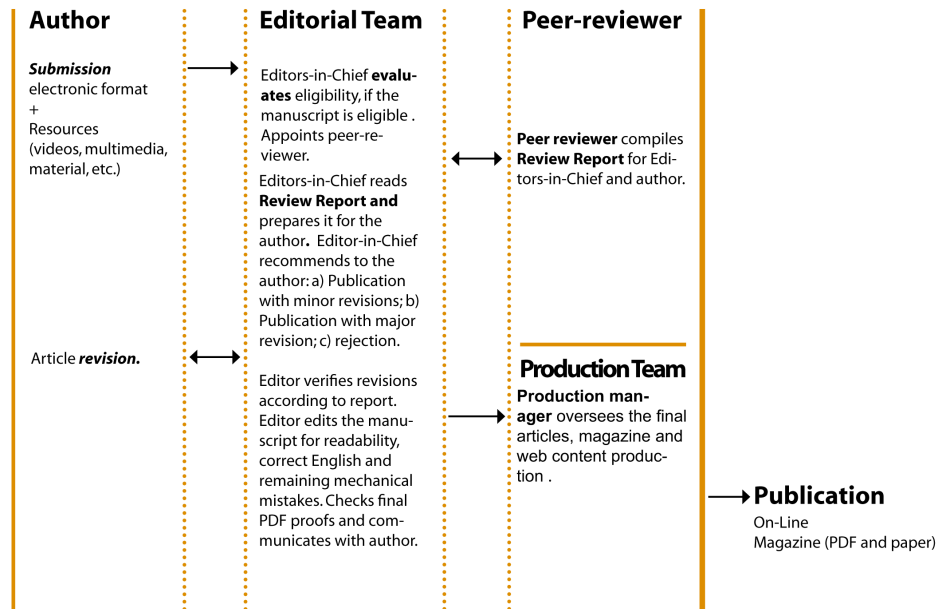 Author
Submission
electronic format
+
Resources
(videos, multimedia,
material, etc.)
Article revision.
Editorial Team
Editors-in-Chief evalu-
ates eligibility, if the
manuscript is eligible .
Appoints peer-re-
viewer.
Editors-in-Chief reads
Review Report and
prepares it for the
author. Editor-in-Chief
recommends to the
author: a) Publication
with minor revisions; b)
Publication with major
revision; c) rejection.
Editor verifies revisions
according to report.
Editor edits the manu-
script for readability,
correct English and
remaining mechanical
mistakes. Checks final
PDF proofs and com-
municates with author.
Peer-reviewer
Peer reviewer compiles
Review Report for Edi-
tors-in-Chief and author.
Production Team
Production man-
ager oversees the final
articles, magazine and
web content produc-
tion .
Publication
On-Line
Magazine (PDF and paper)